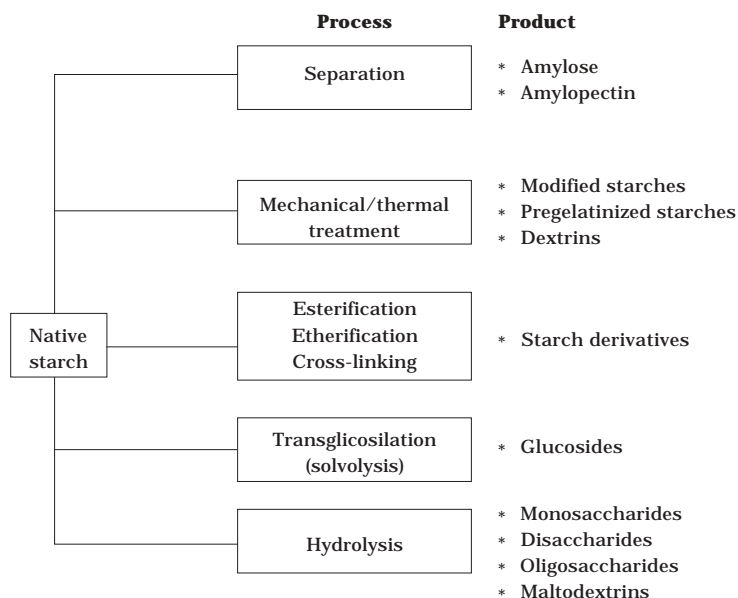 Process Product
Separation
* Amylose
* Amylopectin
Mechanical/thermal
treatment
* Modified starches
* Pregelatinized starches
* Dextrins
Native
starch
Esterification
Etherification
Cross-linking
* Starch derivatives
Transglicosilation
(solvolysis)
* Glucosides
Hydrolysis
* Monosaccharides
* Disaccharides
* Oligosaccharides
* Maltodextrins